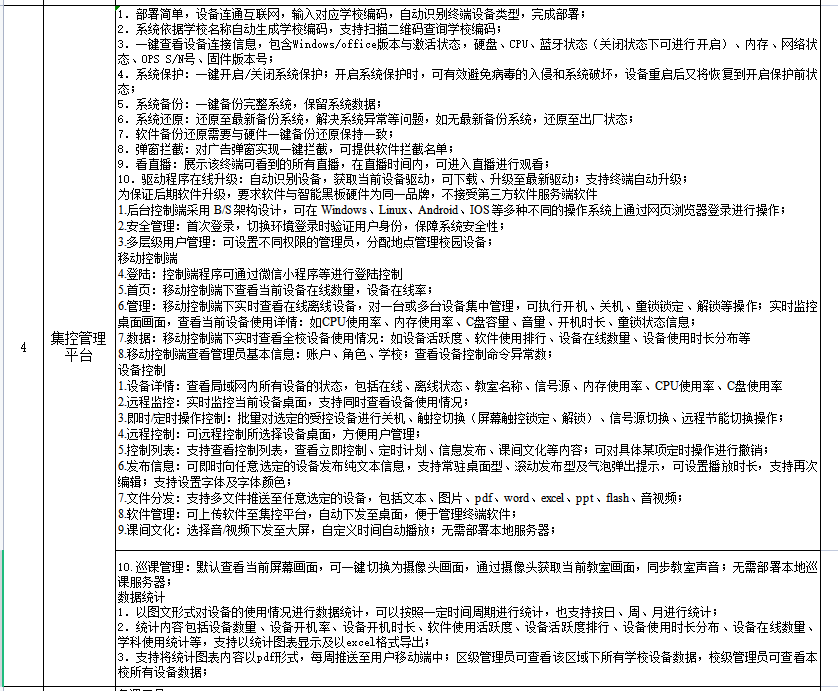 1. 部署简单，设备连通互联网，输入对应学校编码，自动识别终端设备类型，完成部署；
2. 系统依据学校名称自动生成学校编码，支持扫描二维码查询学校编码；
3. 一键查看设备连接信息，包含Windows/office版本与激活状态，硬盘、CPU、蓝牙状态（关闭状态下可进行开启）、内存、网络状
态、OPS S/N号、固件版本号；
4. 系统保护：一键开启/关闭系统保护；开启系统保护时，可有效避免病毒的入侵和系统破坏，设备重启后又将恢复到开启保护前状
态；
5. 系统备份：一键备份完整系统，保留系统数据；
6. 系统还原：还原至最新备份系统，解决系统异常等问题，如无最新备份系统，还原至出厂状态；
7. 软件备份还原需要与硬件一键备份还原保持一致；
8. 弹窗拦截：对广告弹窗实现一键拦截，可提供软件拦截名单；
9. 看直播：展示该终端可看到的所有直播，在直播时间内，可进入直播进行观看；
10. 驱动程序在线升级：自动识别设备，获取当前设备驱动，可下载、升级至最新驱动；支持终端自动升级；
为保证后期软件升级，要求软件与智能黑板硬件为同一品牌，不接受第三方软件服务端软件
1.后台控制端采用 B/S 架构设计，可在 Windows、Linux、Android、IOS 等多种不同的操作系统上通过网页浏览器登录进行操作；
2.安全管理：首次登录，切换环境登录时验证用户身份，保障系统安全性；
3.多层级用户管理：可设置不同权限的管理员，分配地点管理校园设备；
移动控制端
4.登陆：控制端程序可通过微信小程序等进行登陆控制
5.首页：移动控制端下查看当前设备在线数量，设备在线率；
6.管理：移动控制端下实时查看在线离线设备，对一台或多台设备集中管理，可执行开机、关机、童锁锁定、解锁等操作；实时监控
桌面画面，查看当前设备使用详情：如CPU使用率、内存使用率、C盘容量、音量、开机时长、童锁状态信息；
7.数据：移动控制端下实时查看全校设备使用情况：如设备活跃度、软件使用排行、设备在线数量、设备使用时长分布等
8.移动控制端查看管理员基本信息：账户、角色、学校；查看设备控制命令异常数；
4
集控管理
平台
设备控制
1.设备详情：查看局域网内所有设备的状态，包括在线、离线状态、教室名称、信号源、内存使用率、CPU使用率、C盘使用率
2.远程监控：实时监控当前设备桌面，支持同时查看设备使用情况；
3.即时/定时操作控制：批量对选定的受控设备进行关机、触控切换（屏幕触控锁定、解锁）、信号源切换、远程节能切换操作；
4.远程控制：可远程控制所选择设备桌面，方便用户管理；
5.控制列表：支持查看控制列表，查看立即控制、定时计划、信息发布、课间文化等内容；可对具体某项定时操作进行撤销；
6.发布信息：可即时向任意选定的设备发布纯文本信息，支持常驻桌面型、滚动发布型及气泡弹出提示，可设置播放时长，支持再次
编辑；支持设置字体及字体颜色；
7.文件分发：支持多文件推送至任意选定的设备，包括文本、图片、pdf、word、excel、ppt、flash、音视频；
8.软件管理：可上传软件至集控平台，自动下发至桌面，便于管理终端软件；
9.课间文化：选择音/视频下发至大屏，自定义时间自动播放；无需部署本地服务器；
10. 巡课管理：默认查看当前屏幕画面，可一键切换为摄像头画面，通过摄像头获取当前教室画面，同步教室声音；无需部署本地巡
课服务器；
数据统计
1. 以图文形式对设备的使用情况进行数据统计，可以按照一定时间周期进行统计，也支持按日、周、月进行统计；
2. 统计内容包括设备数量、设备开机率、设备开机时长、软件使用活跃度、设备活跃度排行、设备使用时长分布、设备在线数量、
学科使用统计等，支持以统计图表显示及以excel格式导出；
3. 支持将统计图表内容以pdf形式，每周推送至用户移动端中；区级管理员可查看该区域下所有学校设备数据，校级管理员可查看本
校所有设备数据；